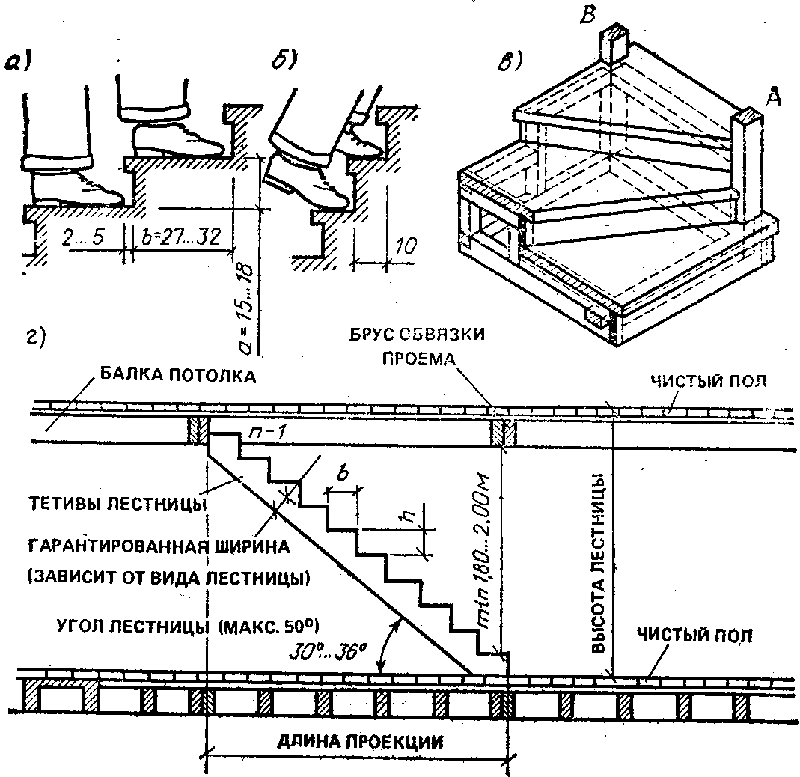 а)
б)
в)
В
А
2...5
b=27...32
a=15...18
10
г)
БРУС ОБВЯЗКИ
ПРОЕМА
БАЛКА ПОТОЛКА
ЧИСТЫЙ ПОЛ
n-1
b
h
ТЕТИВЫ ЛЕСТНИЦЫ
ГАРАНТИРОВАННАЯ ШИРИНА
(ЗАВИСИТ ОТ ВИДА ЛЕСТНИЦЫ)
min 1,80...2,00м
ВЫСОТА ЛЕСТНИЦЫ
УГОЛ ЛЕСТНИЦЫ (МАКС. 50°)
30°...36°
ЧИСТЫЙ ПОЛ
ДЛИНА ПРОЕКЦИИ